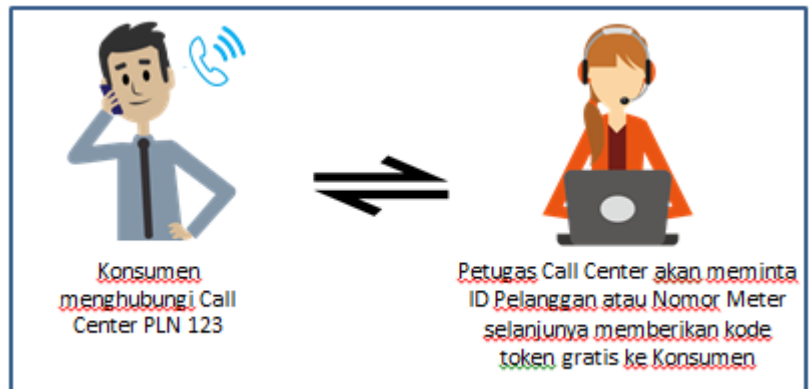 Konsumen
menghubungi Call
Center PLN 123
Petugas Call Center akan meminta
ID Pelanggan atau Nomor Meter
selanjunya memberikan kode
token gratis ke Konsumen